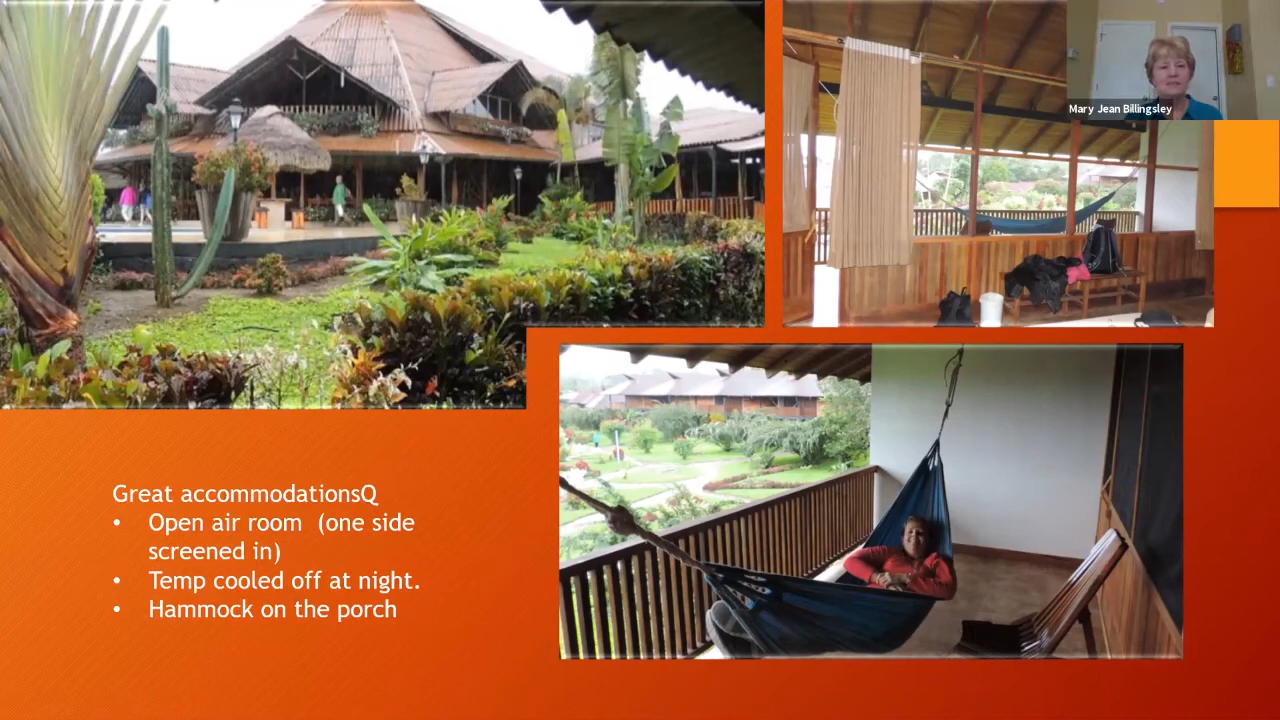 Mary Jean Billingsley
Great accommodationsQ
• Open air room (one side
screened in)
• Temp cooled off at night.
• Hammock on the porch